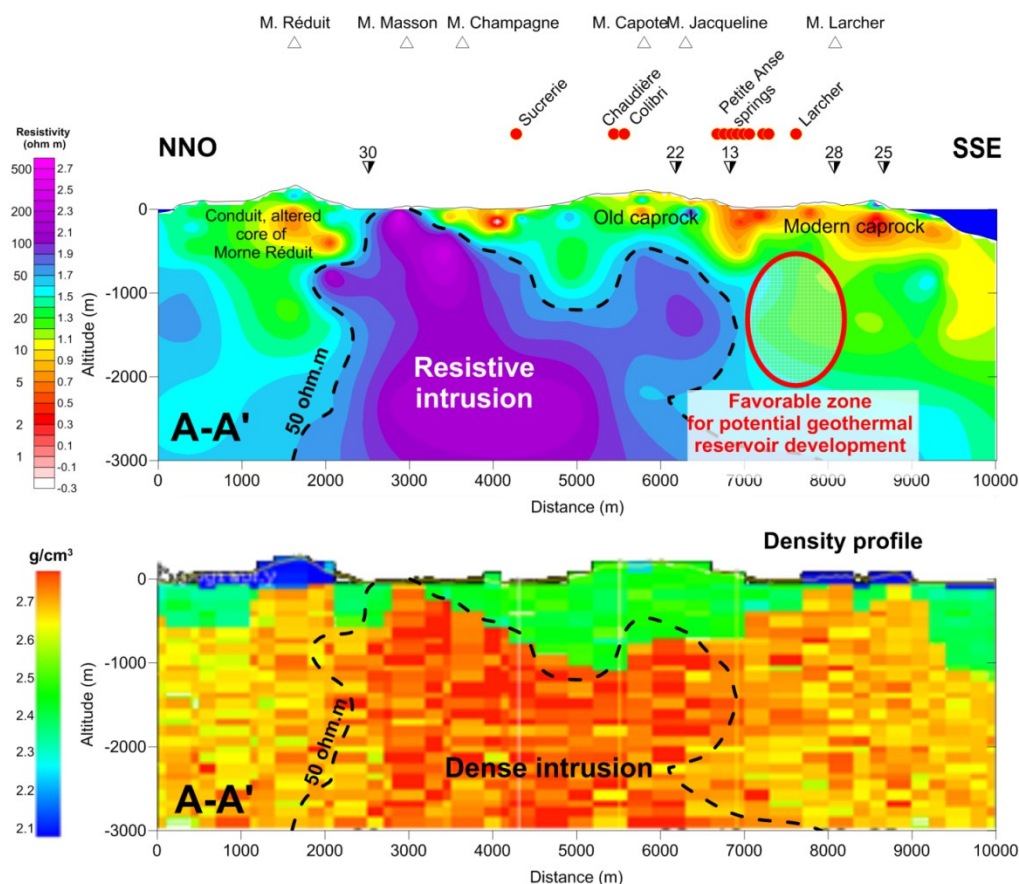 M. Réduit M. Masson M. Champagne M. Capote M. Jacqueline M. Larcher
Sucrerie
Chaudière
Colibri
Petite Anse
springs
Larcher
Resistivity
(ohm m)
NNO
30
22
13
28
25
SSE
500
200
100
50
20
10
5
2
1
2.7
2.5
2.3
2.1
1.9
1.7
1.5
1.3
1.1
0.9
0.7
0.5
0.3
0.1
-0.1
-0.3
Altitude (m)
0
-1000
-2000
-3000
Conduit, altered
core of
Morne Réduit
Old caprock
Modern caprock
Resistive
intrusion
50 ohm.m
A-A'
Favorable zone
for potential geothermal
reservoir development
0 1000 2000 3000 4000 5000 6000 7000 8000 9000 10000
Distance (m)
g/cm³
Density profile
2.7
2.6
2.5
2.4
2.3
2.2
2.1
Altitude (m)
0
-1000
-2000
-3000
50 ohm.m
Dense intrusion
A-A'
0 1000 2000 3000 4000 5000 6000 7000 8000 9000 10000
Distance (m)